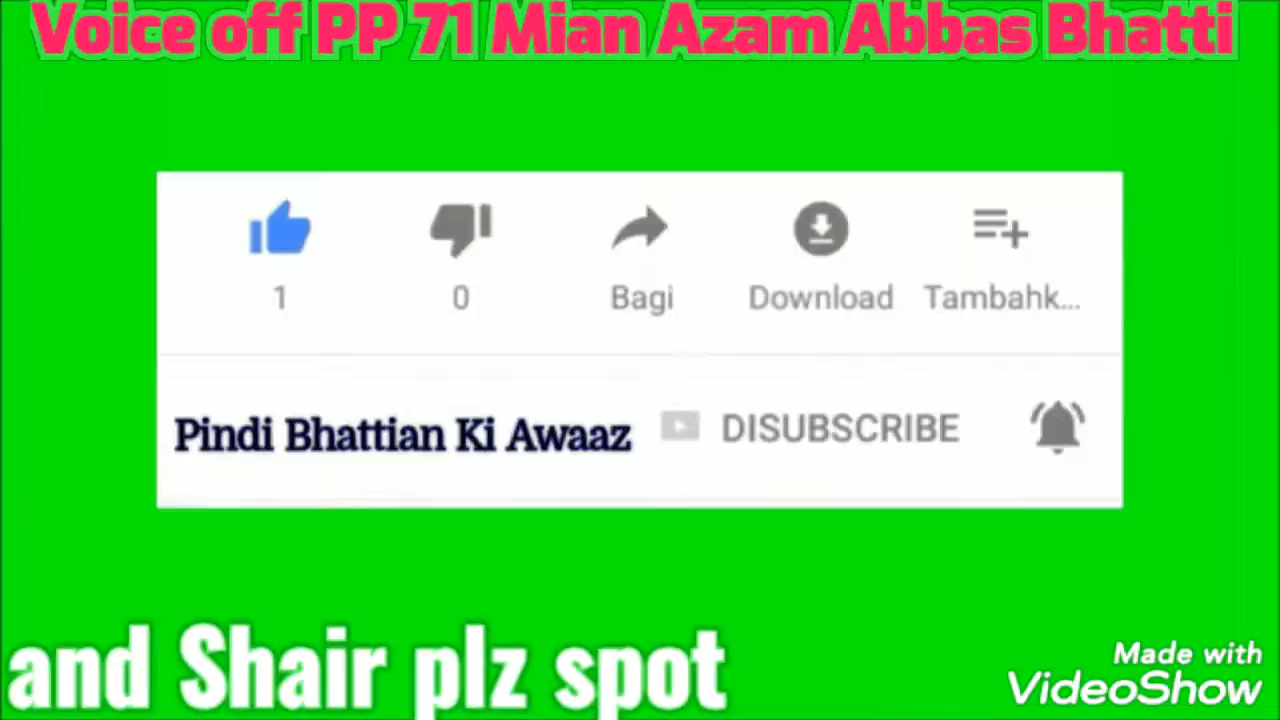 Voice off PP 71 Mian Azam Abbas Bhatti
1 0
Bagi Download Tambahk...
Pindi Bhattian Ki Awaaz DISUBSCRIBE
and Shair plz spot
Made with
VideoShow